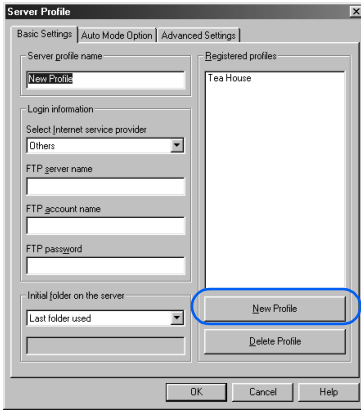 Server Profile
Basic Settings
Auto Mode Option
Advanced Settings
Server profile name
New Profile
Login information
Select Internet service provider
Others
FTP server name
FTP account name
FTP password
Initial folder on the server
Last folder used
Registered profiles
Tea House
New Profile
Delete Profile
OK
Cancel
Help